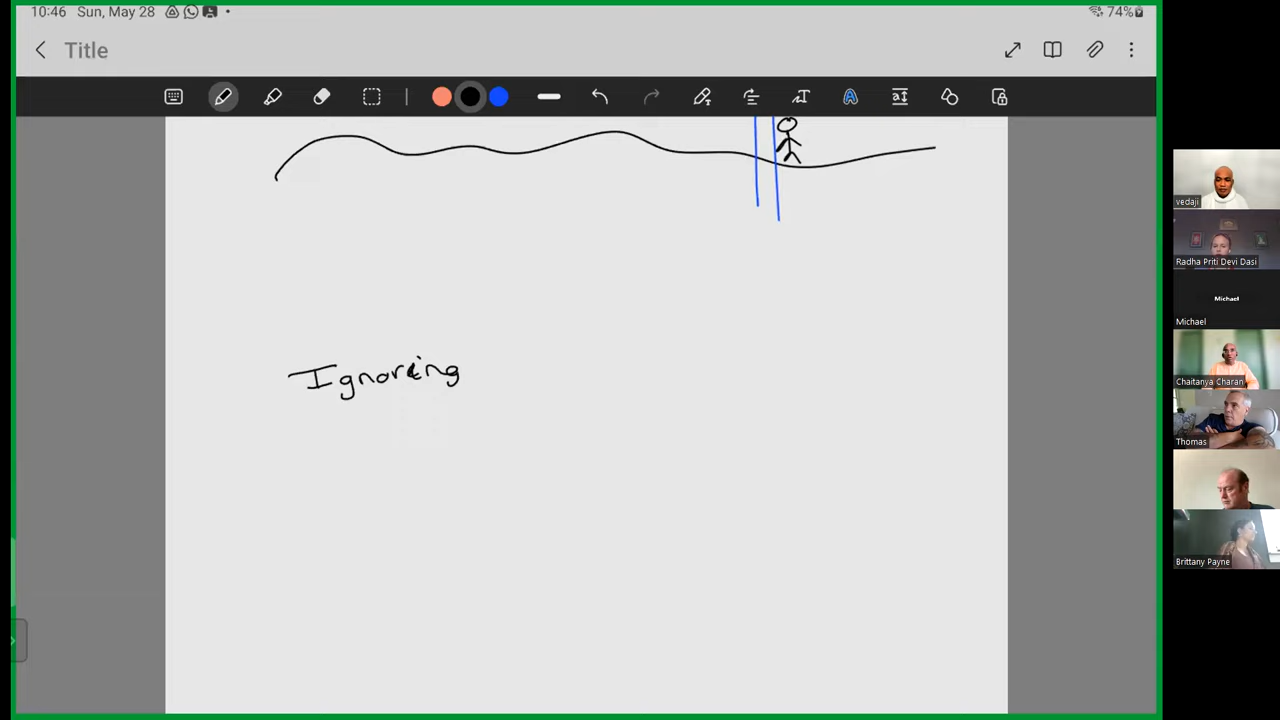 10:46 Sun, May 28
74%
Title
Ignoring
vedaji
Radha Priti Devi Dasi
Michael
Michael
Chaitanya Charan
Thomas
Brittany Payne